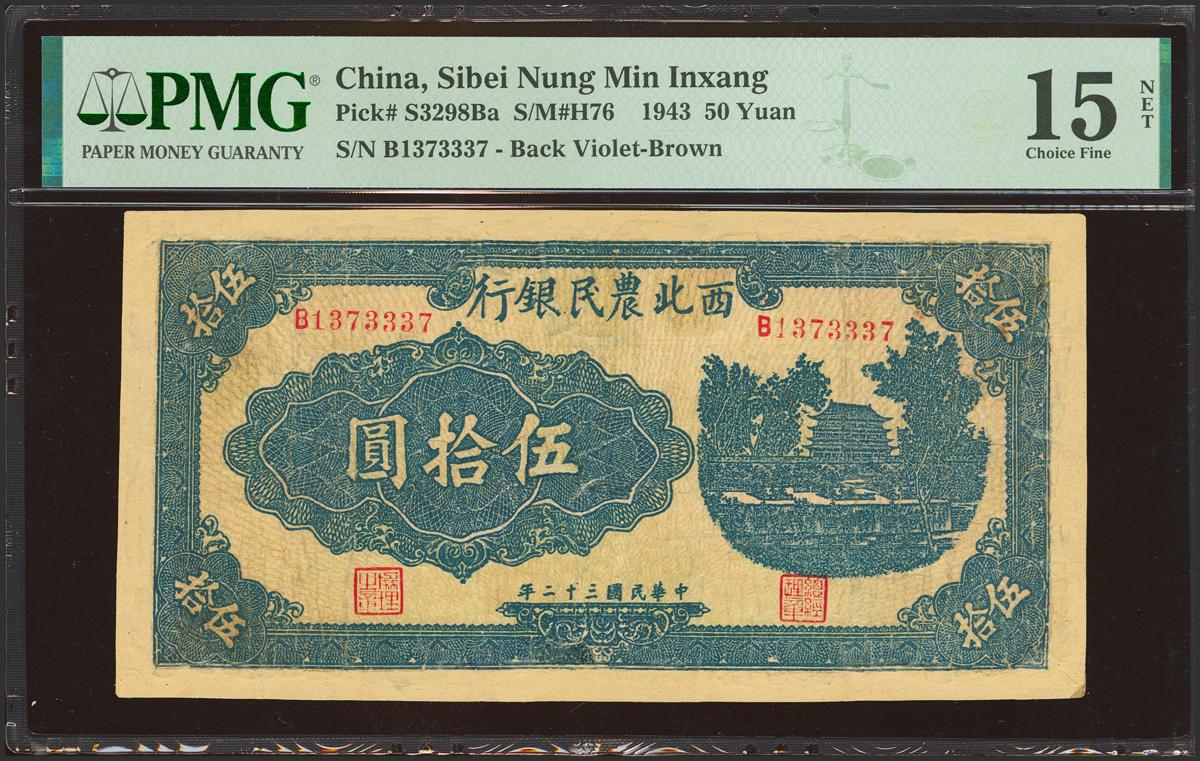 PMG®
PAPER MONEY GUARANTY
China, Sibei Nung Min Inxang
Pick# S3298Ba S/M#H76 1943 50 Yuan
S/N B1373337 - Back Violet-Brown
15
NET
Choice Fine
行銀民農北西
伍拾
拾伍
B1373337
B1373337
圓拾伍
年二十三國民華中
拾伍
拾伍